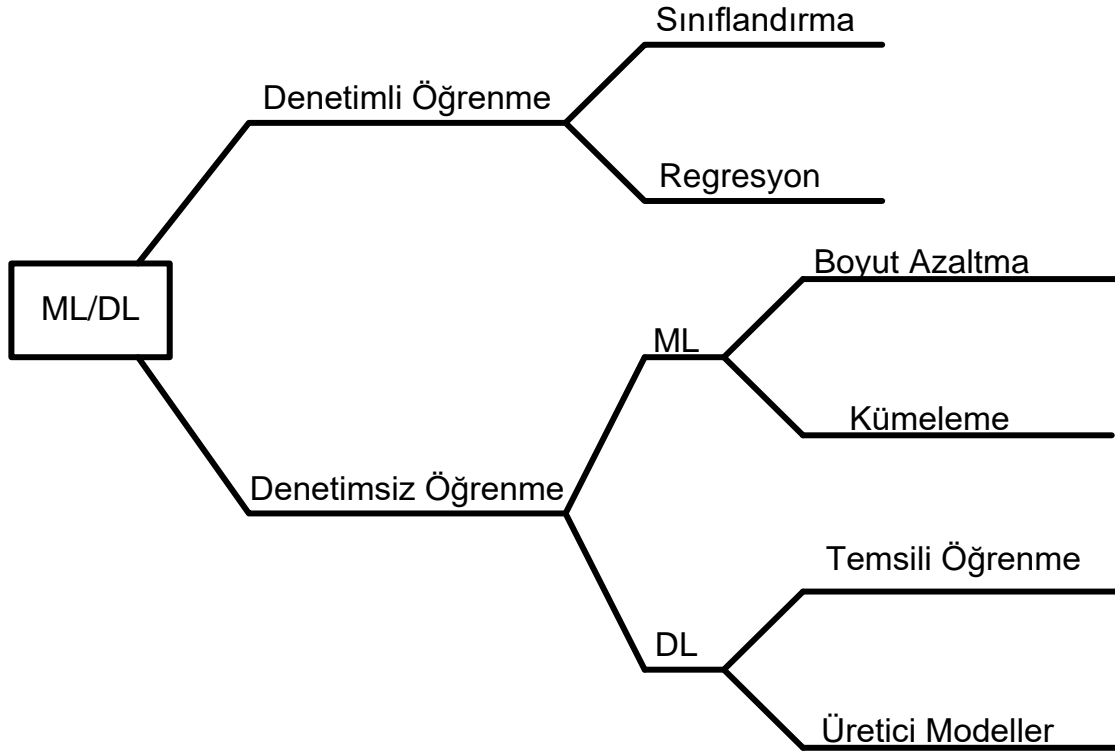 Sınıflandırma
Denetimli Öğrenme
Regresyon
Boyut Azaltma
ML/DL
ML
Kümeleme
Denetimsiz Öğrenme
Temsili Öğrenme
DL
Üretici Modeller